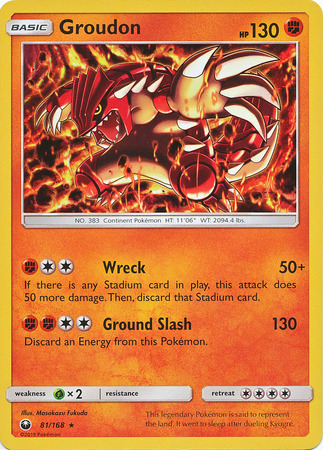 BASIC Groudon HP 130
NO. 383 Continent Pokémon HT: 11'06" WT: 2094.4 lbs.
Wreck 50+
If there is any Stadium card in play, this attack does
50 more damage. Then, discard that Stadium card.
Ground Slash 130
Discard an Energy from this Pokémon.
weakness ×2 resistance retreat
Illus. Masakazu Fukuda
81/168 ★
©2018 Pokémon
This legendary Pokémon is said to represent
the land. It went to sleep after dueling Kyogre.